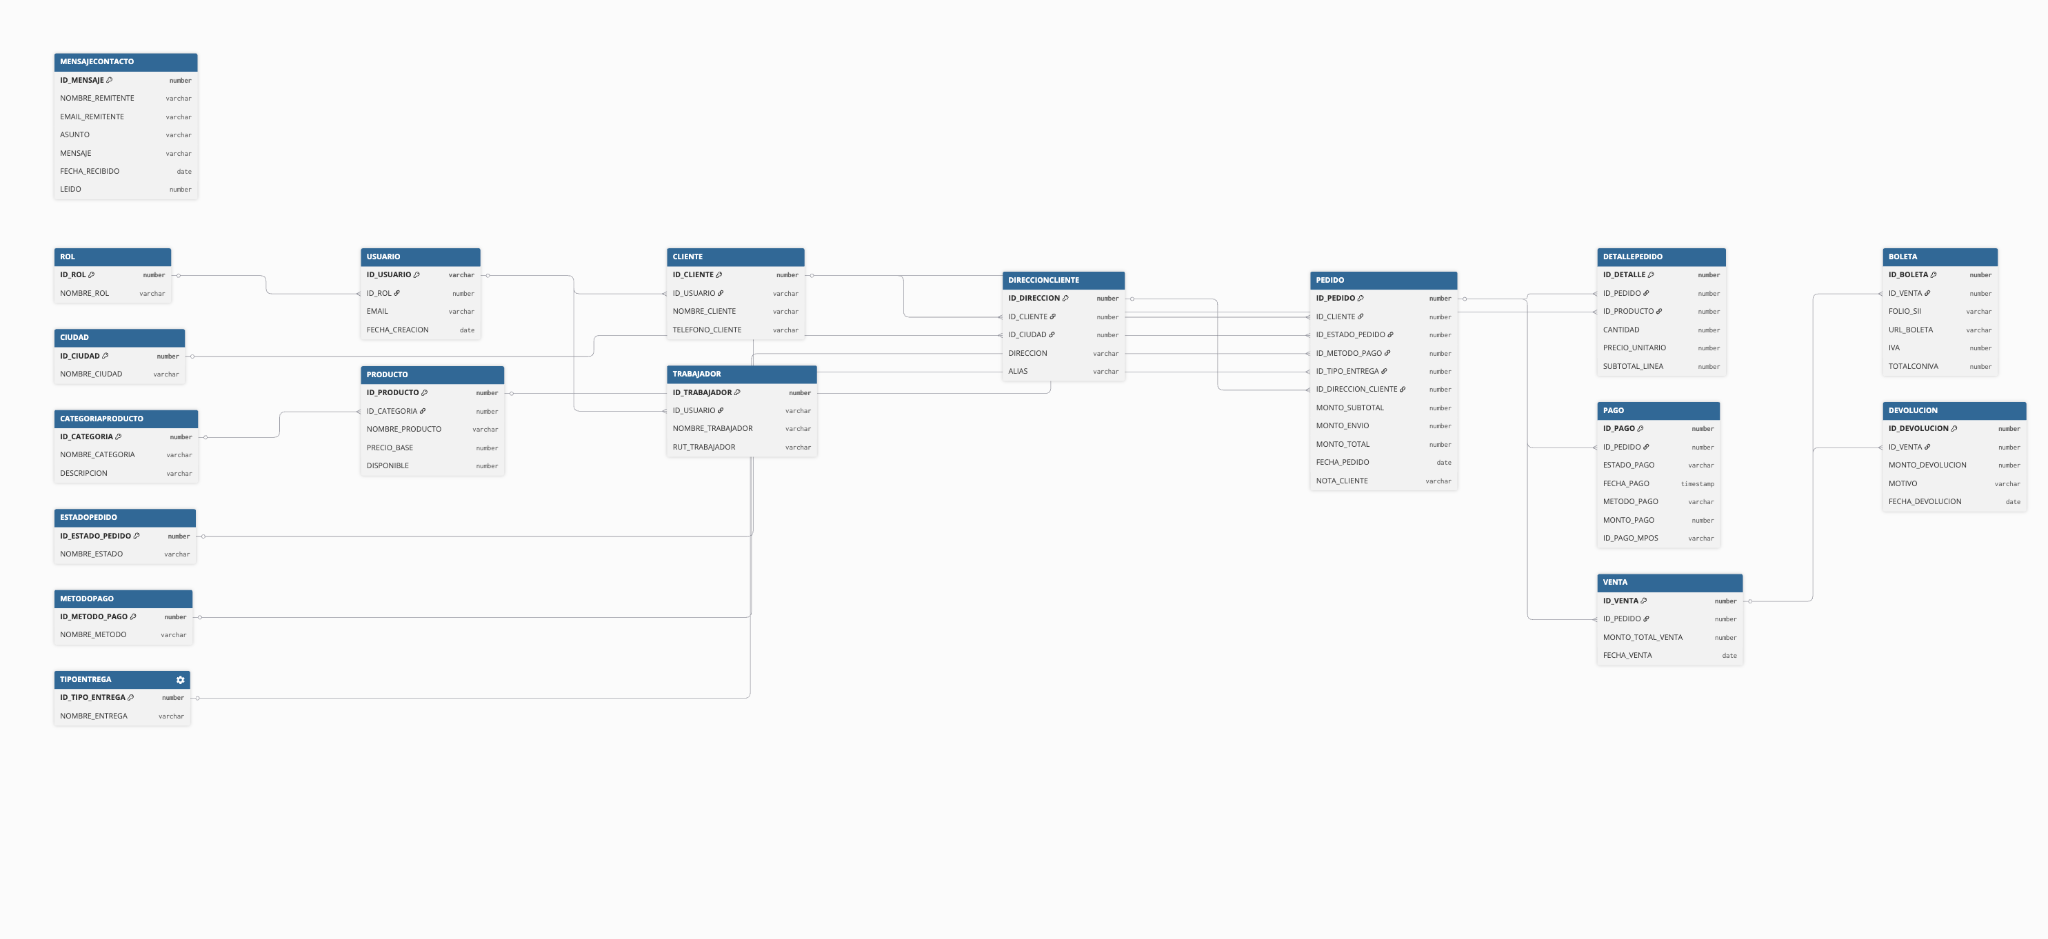 MENSAJECONTACTO
ID_MENSAJE number
NOMBRE_REMITENTE varchar
EMAIL_REMITENTE varchar
ASUNTO varchar
MENSAJE varchar
FECHA_RECIBIDO date
LEIDO number
ROL
ID_ROL number
NOMBRE_ROL varchar
CIUDAD
ID_CIUDAD number
NOMBRE_CIUDAD varchar
CATEGORIAPRODUCTO
ID_CATEGORIA number
NOMBRE_CATEGORIA varchar
DESCRIPCION varchar
ESTADOPEDIDO
ID_ESTADO_PEDIDO number
NOMBRE_ESTADO varchar
METODOPAGO
ID_METODO_PAGO number
NOMBRE_METODO varchar
TIPOENTREGA
ID_TIPO_ENTREGA number
NOMBRE_ENTREGA varchar
USUARIO
ID_USUARIO varchar
ID_ROL number
EMAIL varchar
FECHA_CREACION date
PRODUCTO
ID_PRODUCTO number
ID_CATEGORIA number
NOMBRE_PRODUCTO varchar
PRECIO_BASE number
DISPONIBLE number
CLIENTE
ID_CLIENTE number
ID_USUARIO varchar
NOMBRE_CLIENTE varchar
TELEFONO_CLIENTE varchar
TRABAJADOR
ID_TRABAJADOR number
ID_USUARIO varchar
NOMBRE_TRABAJADOR varchar
RUT_TRABAJADOR varchar
DIRECCIONCLIENTE
ID_DIRECCION number
ID_CLIENTE number
ID_CIUDAD number
DIRECCION varchar
ALIAS varchar
PEDIDO
ID_PEDIDO number
ID_CLIENTE number
ID_ESTADO_PEDIDO number
ID_METODO_PAGO number
ID_TIPO_ENTREGA number
ID_DIRECCION_CLIENTE number
MONTO_SUBTOTAL number
MONTO_ENVIO number
MONTO_TOTAL number
FECHA_PEDIDO date
NOTA_CLIENTE varchar
DETALLEPEDIDO
ID_DETALLE number
ID_PEDIDO number
ID_PRODUCTO number
CANTIDAD number
PRECIO_UNITARIO number
SUBTOTAL_LINEA number
PAGO
ID_PAGO number
ID_PEDIDO number
ESTADO_PAGO varchar
FECHA_PAGO timestamp
METODO_PAGO varchar
MONTO_PAGO number
ID_PAGO_MPOS varchar
VENTA
ID_VENTA number
ID_PEDIDO number
MONTO_TOTAL_VENTA number
FECHA_VENTA date
BOLETA
ID_BOLETA number
ID_VENTA number
FOLIO_SII varchar
URL_BOLETA varchar
IVA number
TOTALCONIVA number
DEVOLUCION
ID_DEVOLUCION number
ID_VENTA number
MONTO_DEVOLUCION number
MOTIVO varchar
FECHA_DEVOLUCION date